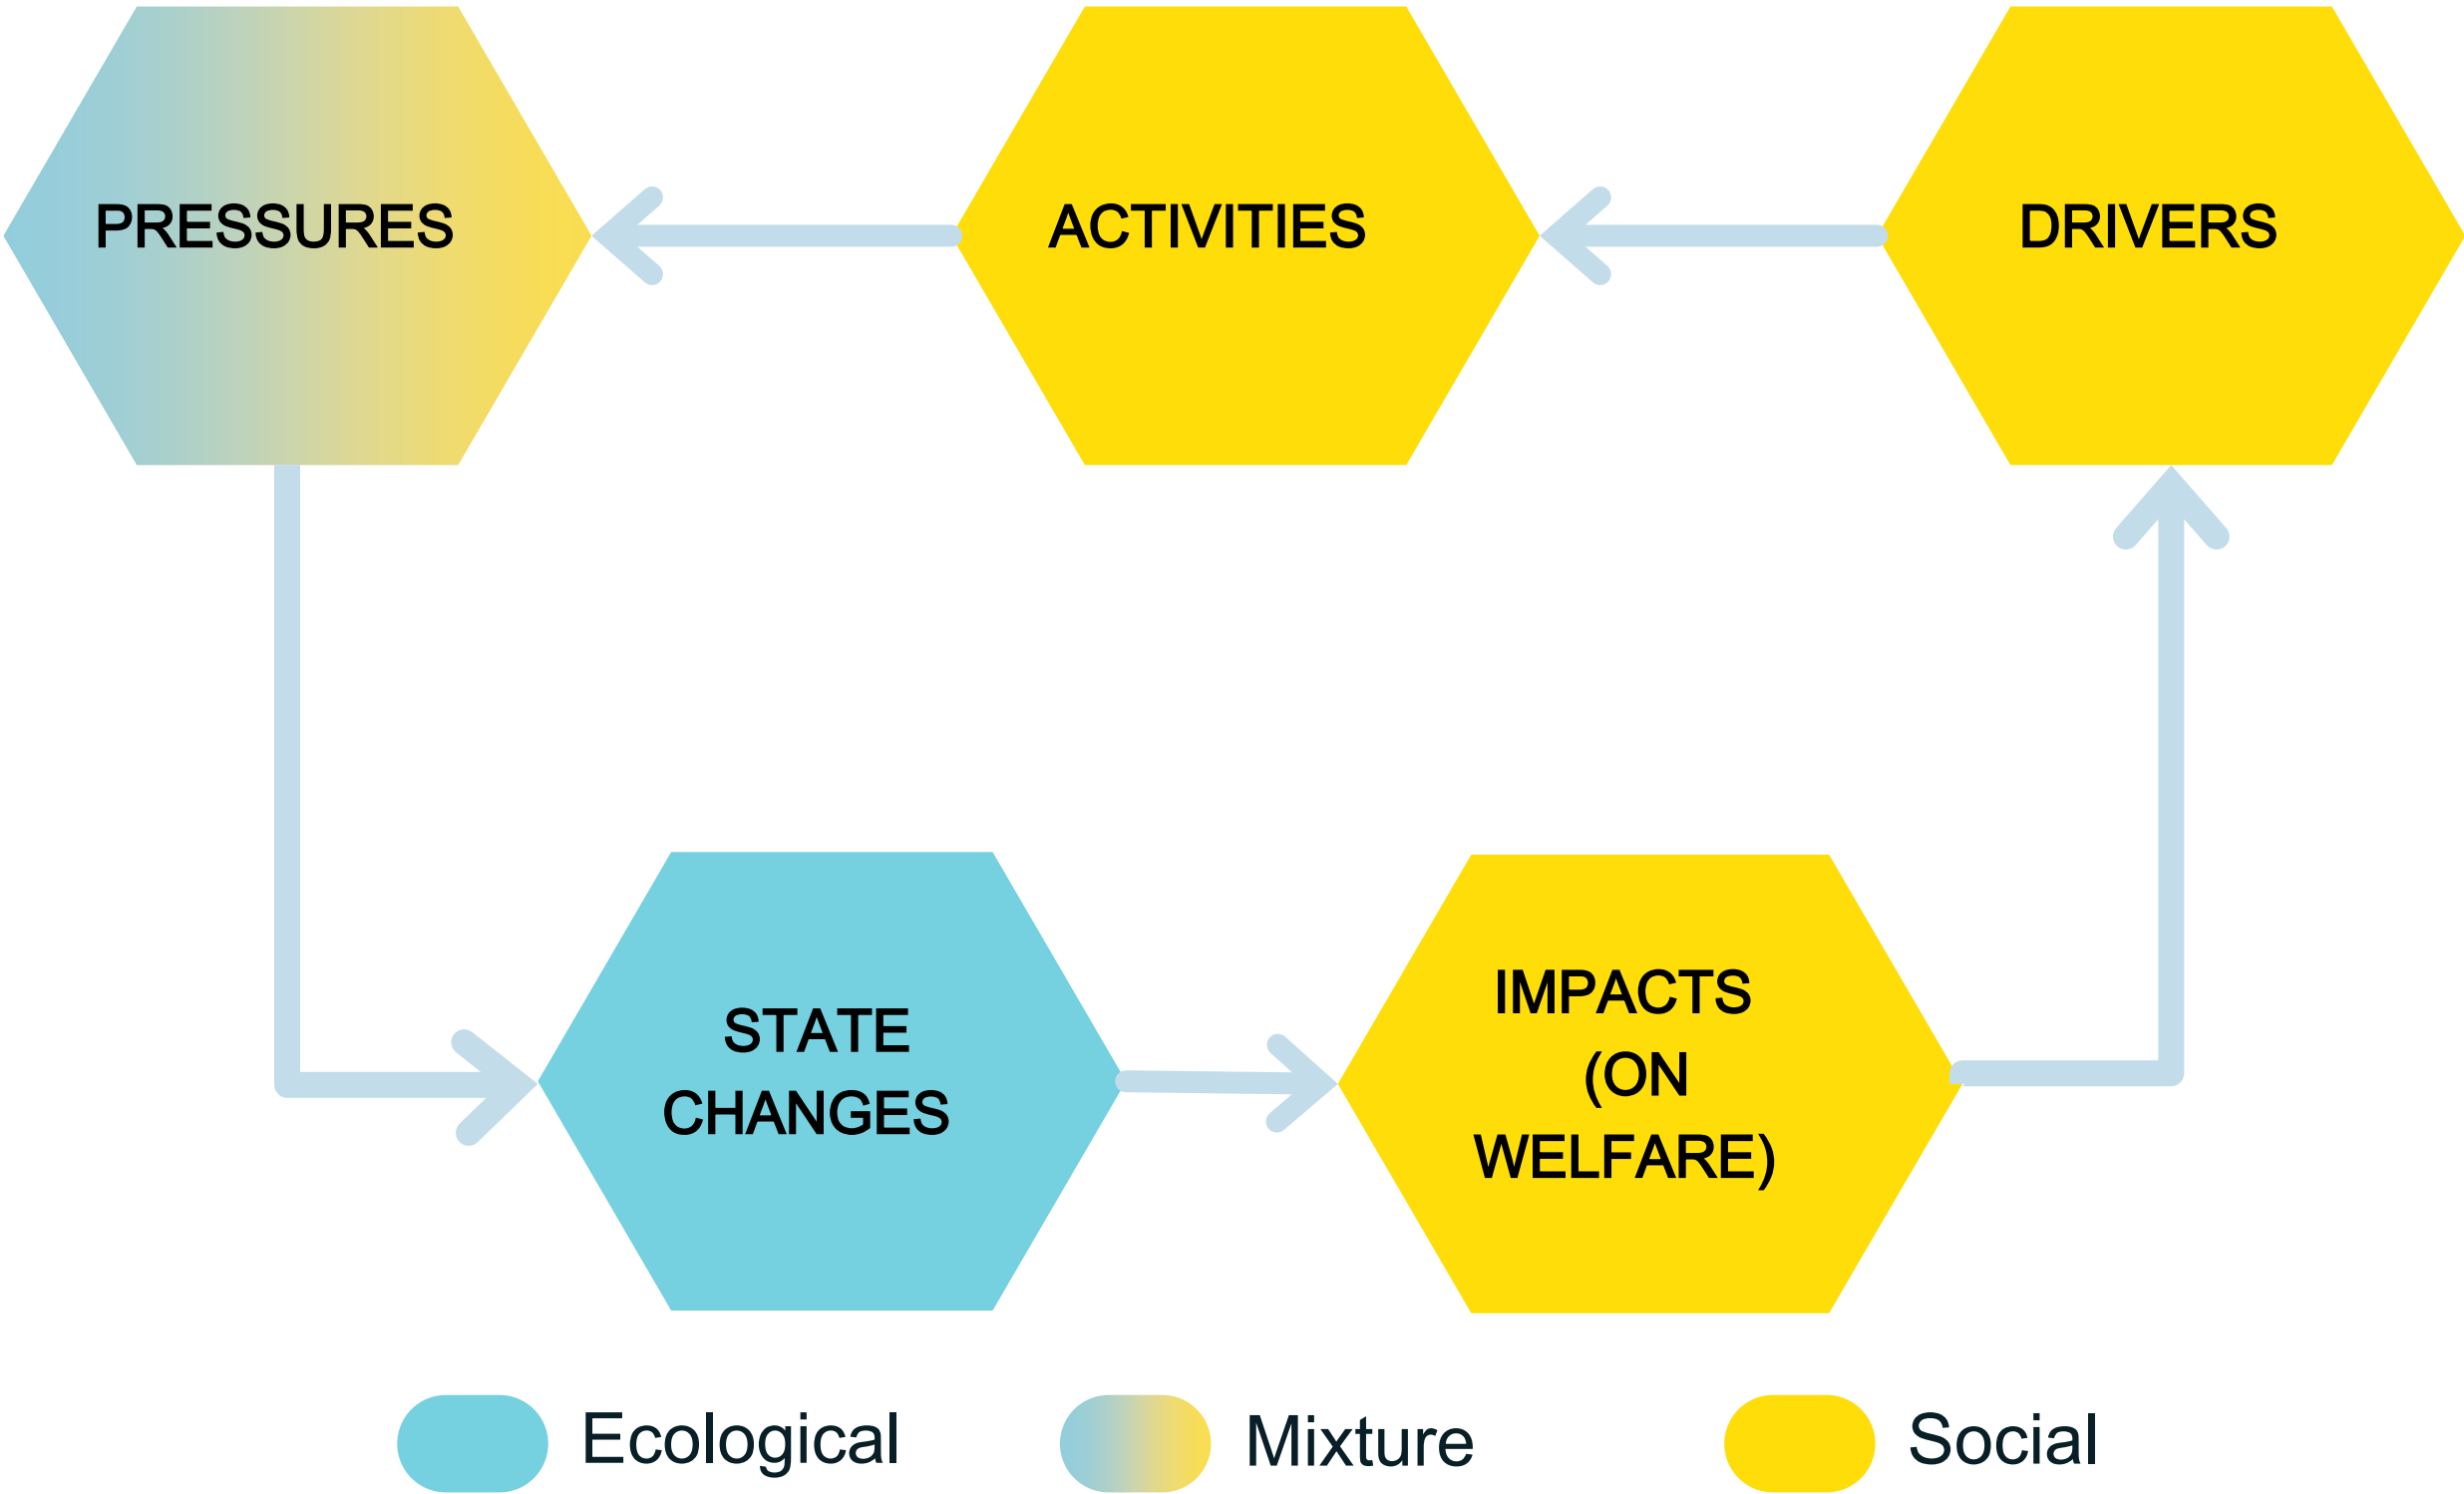 PRESSURES
ACTIVITIES
DRIVERS
STATE
CHANGES
IMPACTS
(ON
WELFARE)
Ecological
Mixture
Social